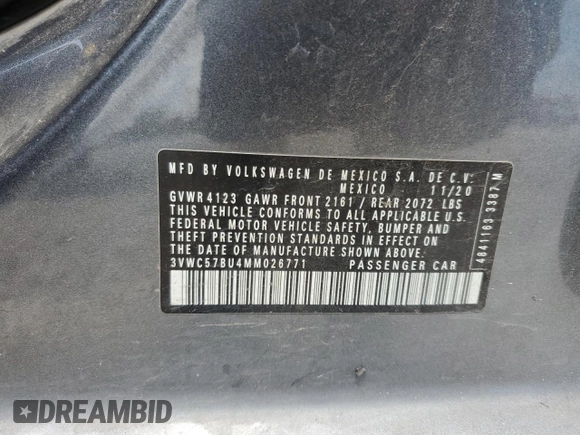 MFD BY VOLKSWAGEN DE MEXICO S.A. DE C.V.
MEXICO 11/20
GVWR 4123 GAWR FRONT 2161 / REAR 2072 LBS
THIS VEHICLE CONFORMS TO ALL APPLICABLE U.S.
FEDERAL MOTOR VEHICLE SAFETY, BUMPER AND
THEFT PREVENTION STANDARDS IN EFFECT ON
THE DATE OF MANUFACTURE SHOWN ABOVE.
3VWC57BU4MM026771 PASSENGER CAR
4841163 3387 M
DREAMBID